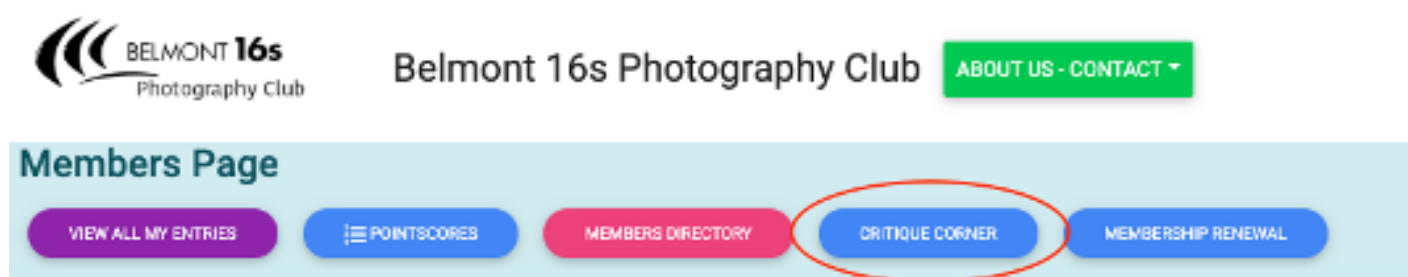 BELMONT 16s
Photography Club
Belmont 16s Photography Club
ABOUT US - CONTACT
Members Page
VIEW ALL MY ENTRIES
POINTSCORES
MEMBERS DIRECTORY
CRITIQUE CORNER
MEMBERSHIP RENEWAL